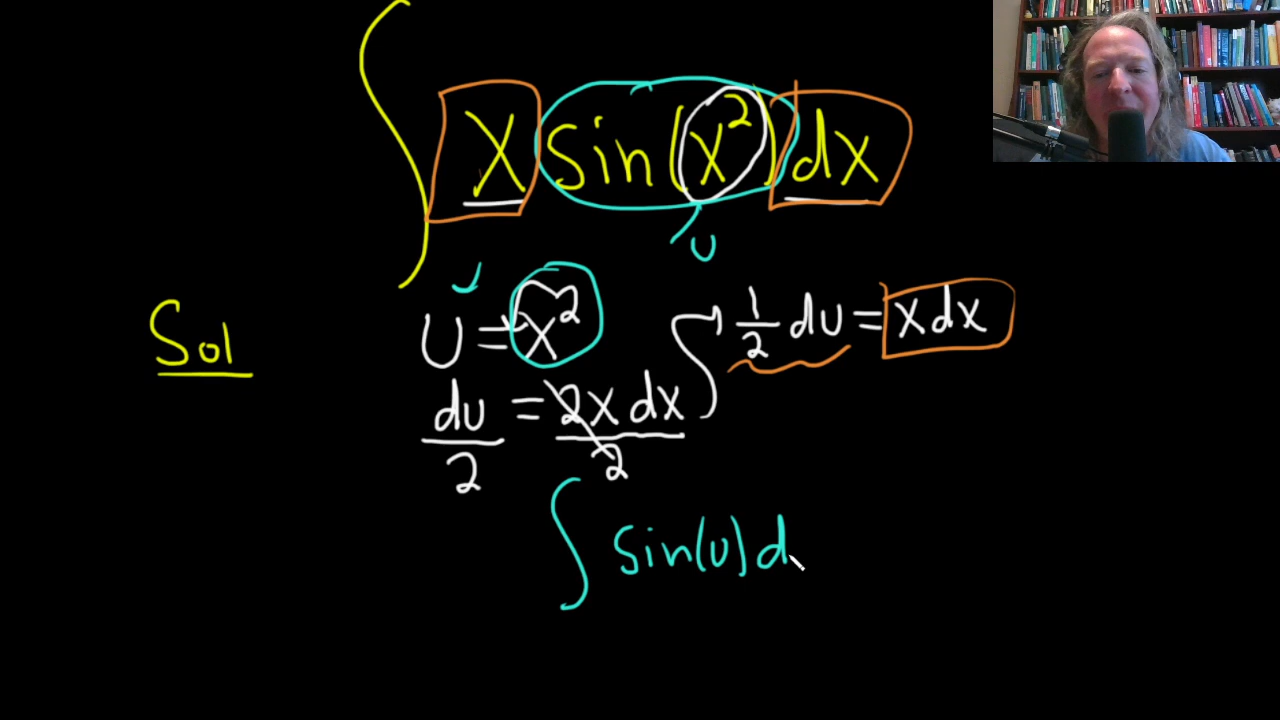 ∫ x sin(x²) dx
u
Sol
u = x²
½ du = x dx
du/2 = 2x dx/2
∫ sin(u) d